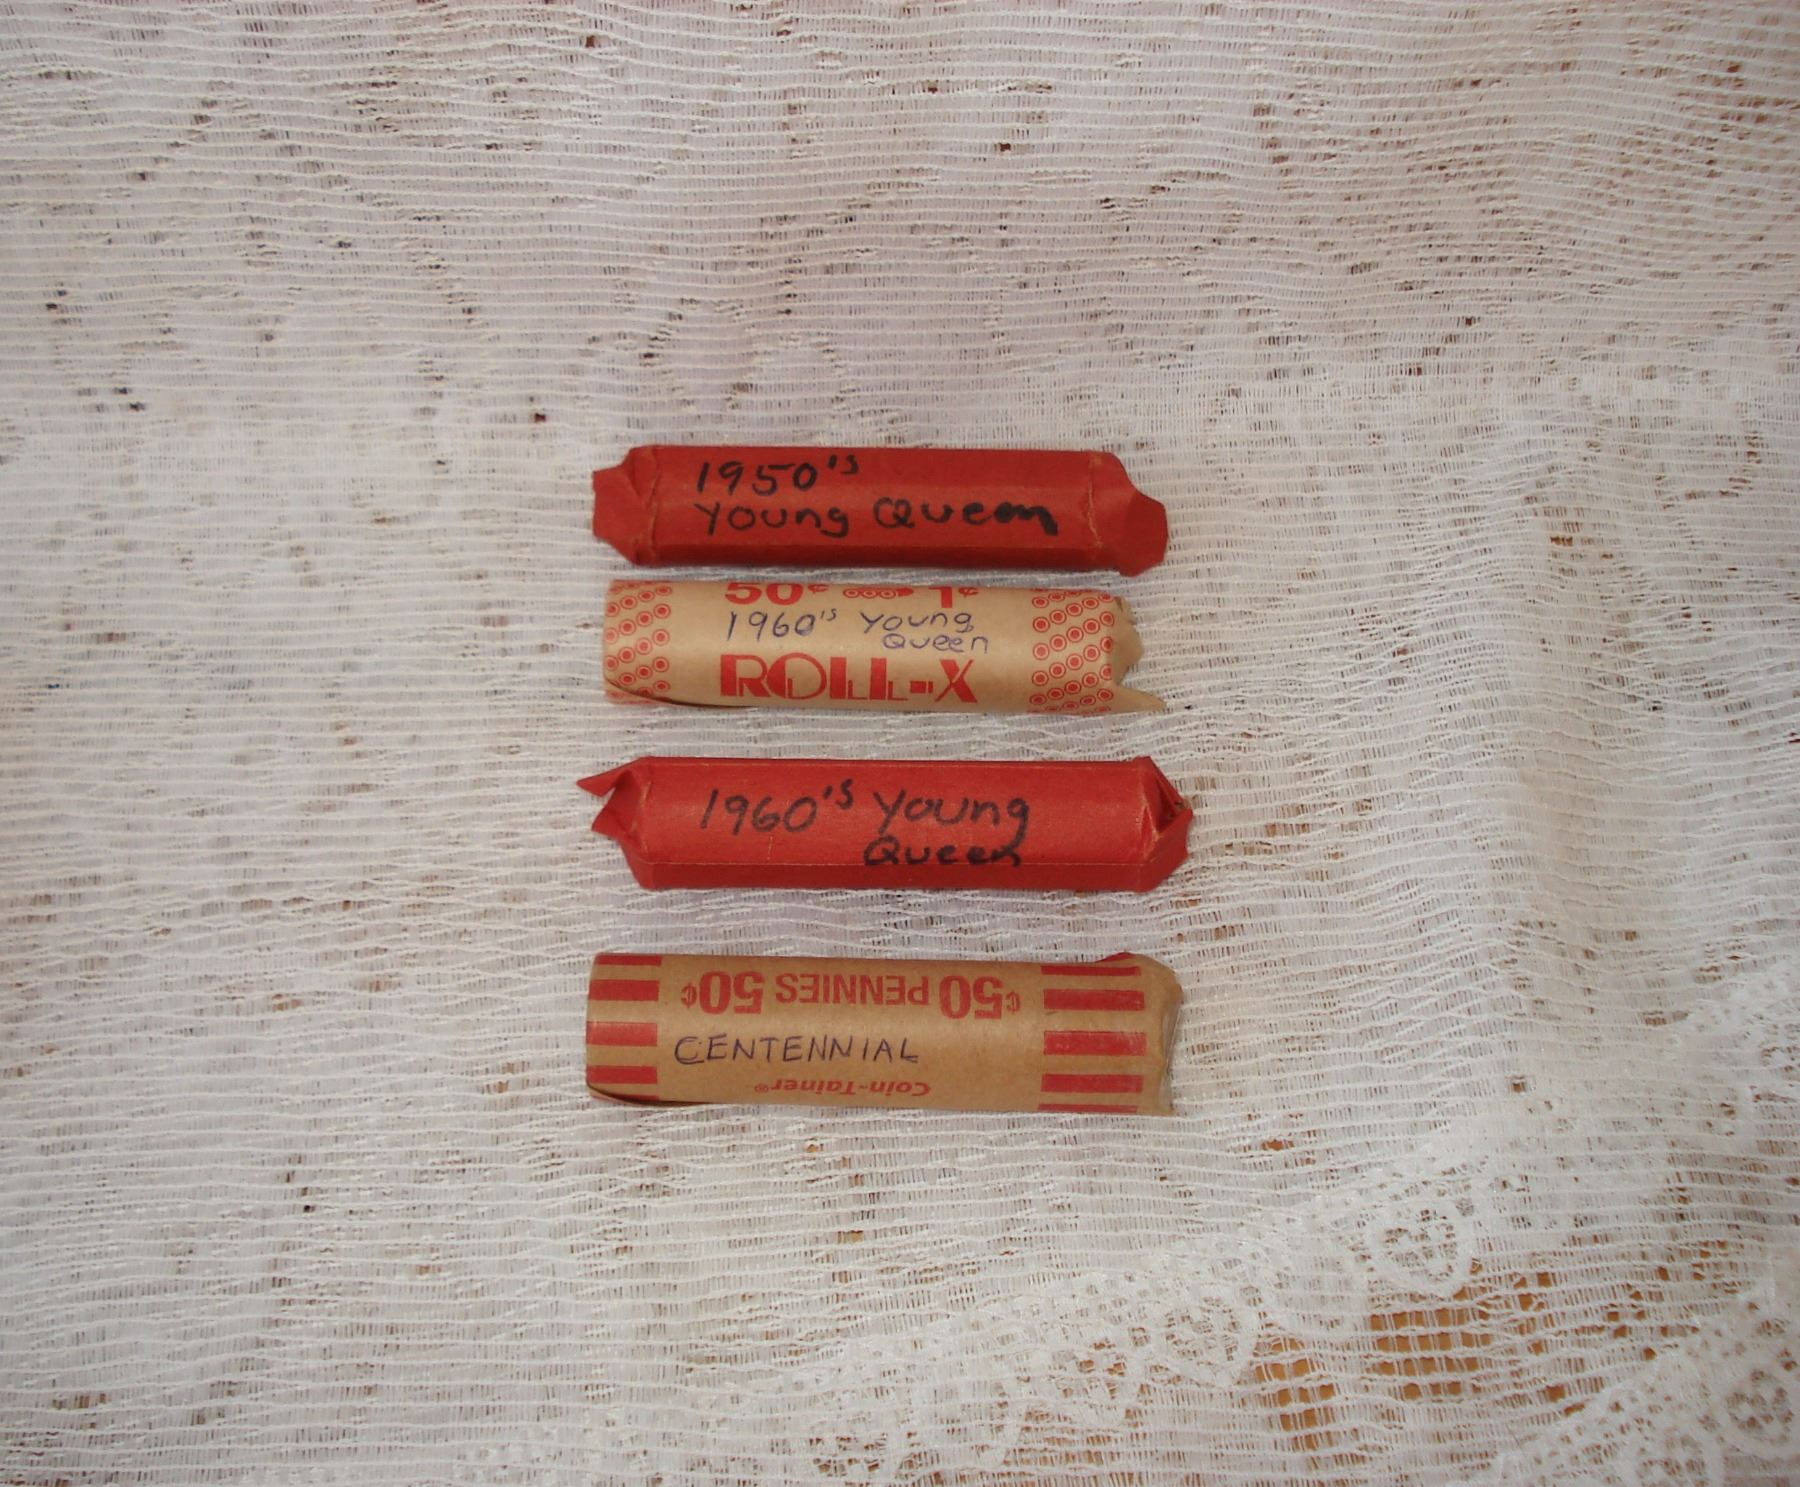 1950's
Young Queen
50¢ 1¢
1960's Young
Queen
ROLL-X
1960's Young
Queen
¢50 PENNIES 50¢
CENTENNIAL
Coin-Tainer®